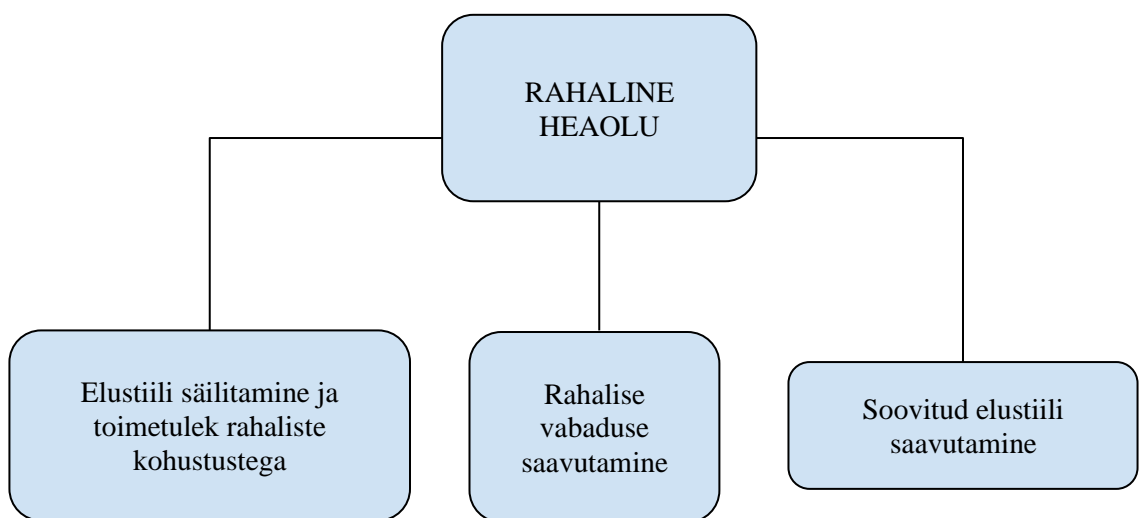 RAHALINE
HEAOLU
Elustiili säilitamine ja
toimetulek rahaliste
kohustustega
Rahalise
vabaduse
saavutamine
Soovitud elustiili
saavutamine